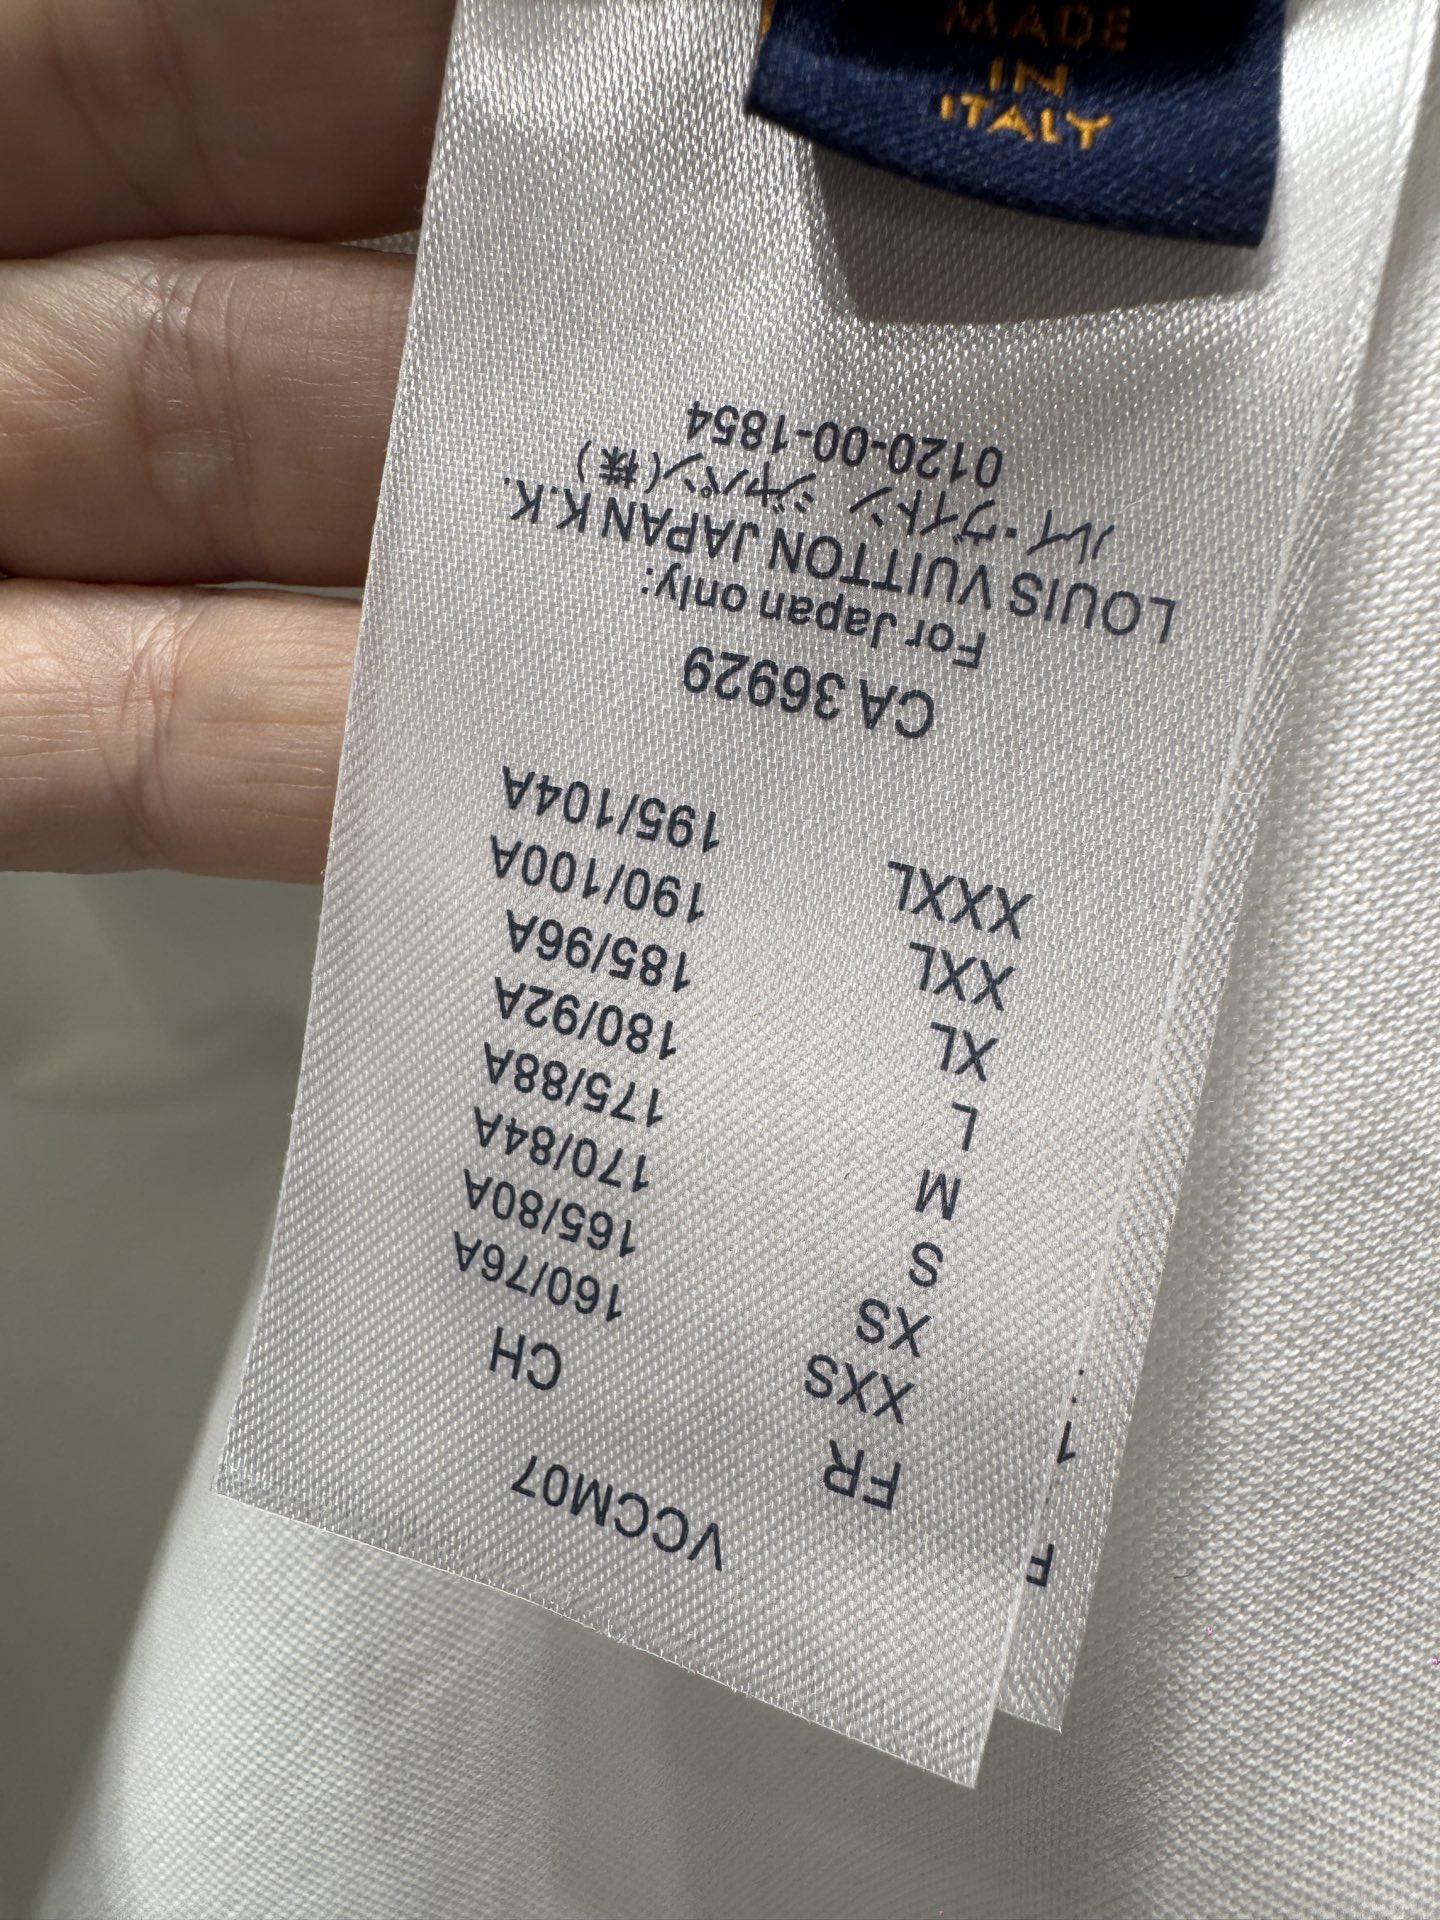 MADE
IN
ITALY
VCCM07
FR CH
XXS 160/76A
XS 165/80A
S 170/84A
M 175/88A
L 180/92A
XL 185/96A
XXL 190/100A
XXXL 195/104A
CA 36929
For Japan only:
LOUIS VUITTON JAPAN K.K.
ルイ・ヴィトン ジャパン(株)
0120-00-1854